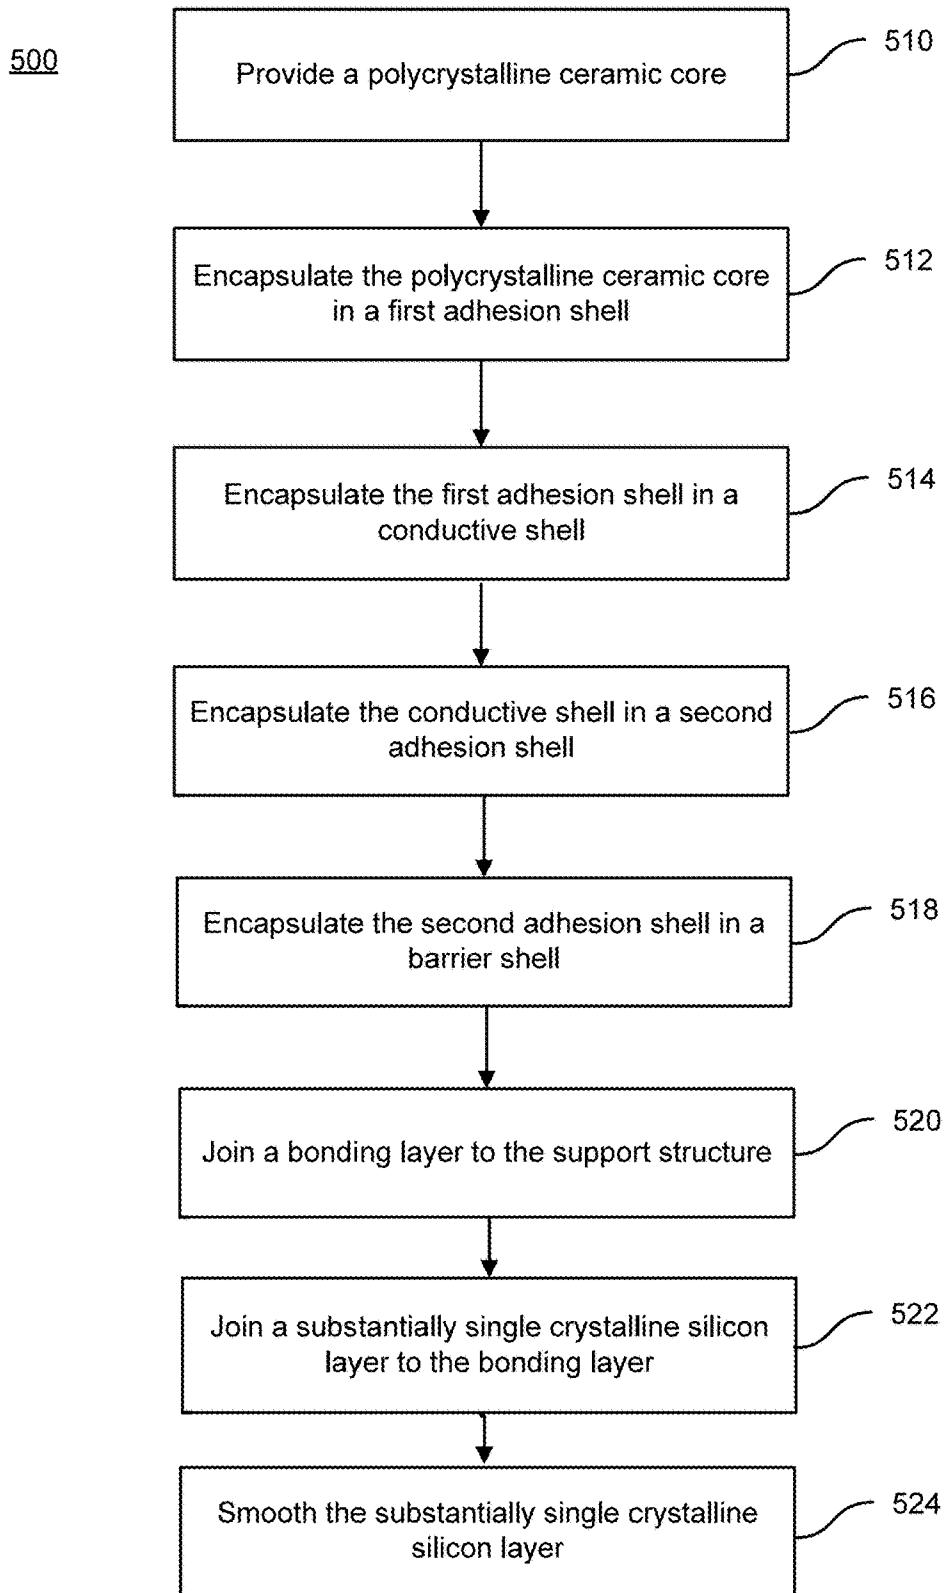 500
Provide a polycrystalline ceramic core
510
Encapsulate the polycrystalline ceramic core
in a first adhesion shell
512
Encapsulate the first adhesion shell in a
conductive shell
514
Encapsulate the conductive shell in a second
adhesion shell
516
Encapsulate the second adhesion shell in a
barrier shell
518
Join a bonding layer to the support structure
520
Join a substantially single crystalline silicon
layer to the bonding layer
522
Smooth the substantially single crystalline
silicon layer
524